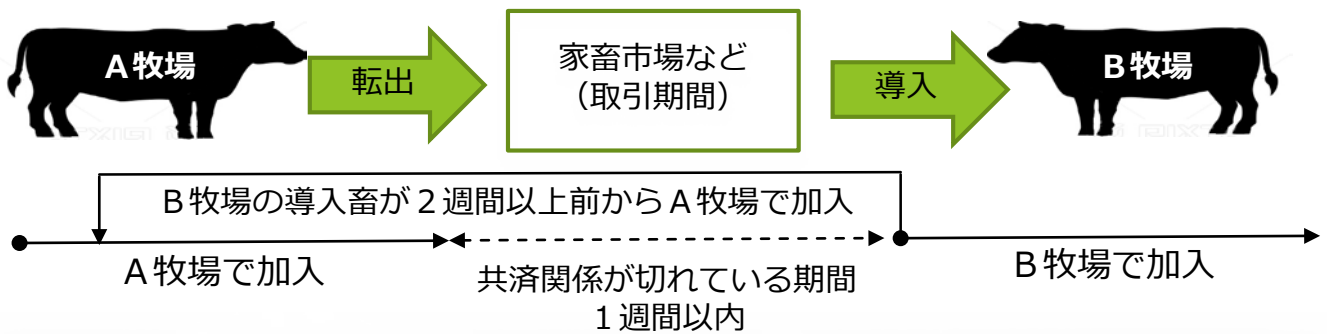 A牧場
転出
家畜市場など
（取引期間）
導入
B牧場
B牧場の導入畜が２週間以上前からA牧場で加入
A牧場で加入
共済関係が切れている期間
１週間以内
B牧場で加入